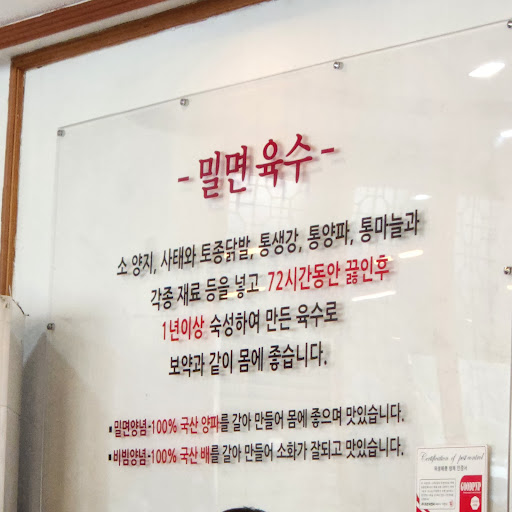 - 밀면 육수 -
소 양지, 사태와 토종닭발, 통생강, 통양파, 통마늘과
각종 재료 등을 넣고 72시간동안 끓인후
1년이상 숙성하여 만든 육수로
보약과 같이 몸에 좋습니다.
▪밀면양념-100% 국산 양파를 갈아 만들어 몸에 좋으며 맛있습니다.
▪비빔양념-100% 국산 배를 갈아 만들어 소화가 잘되고 맛있습니다.
Certification of pest control
GOODPYP